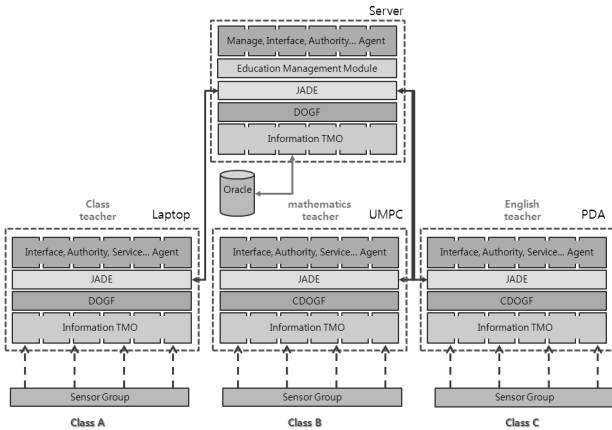 Server
Manage, Interface, Authority... Agent
Education Management Module
JADE
DOGF
Information TMO
Oracle
Class
teacher
Laptop
mathematics
teacher
UMPC
English
teacher
PDA
Interface, Authority, Service... Agent
JADE
DOGF
Information TMO
Interface, Authority, Service... Agent
JADE
CDOGF
Information TMO
Interface, Authority, Service... Agent
JADE
CDOGF
Information TMO
Sensor Group
Sensor Group
Sensor Group
Class A
Class B
Class C